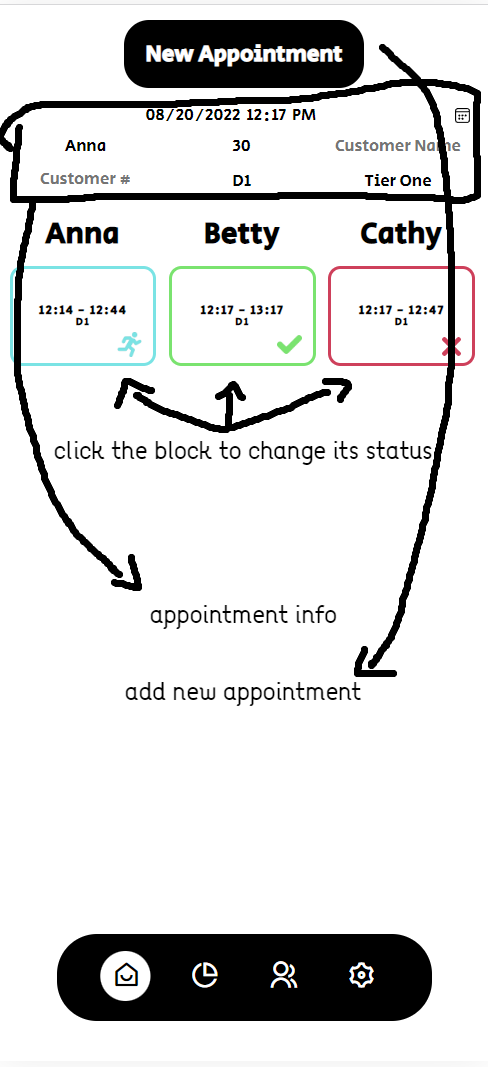 New Appointment
08/20/2022 12:17 PM
Anna 30 Customer Name
Customer # D1 Tier One
Anna Betty Cathy
12:14 - 12:44 12:17 - 13:17 12:17 - 12:47
D1 D1 D1
click the block to change its status
appointment info
add new appointment